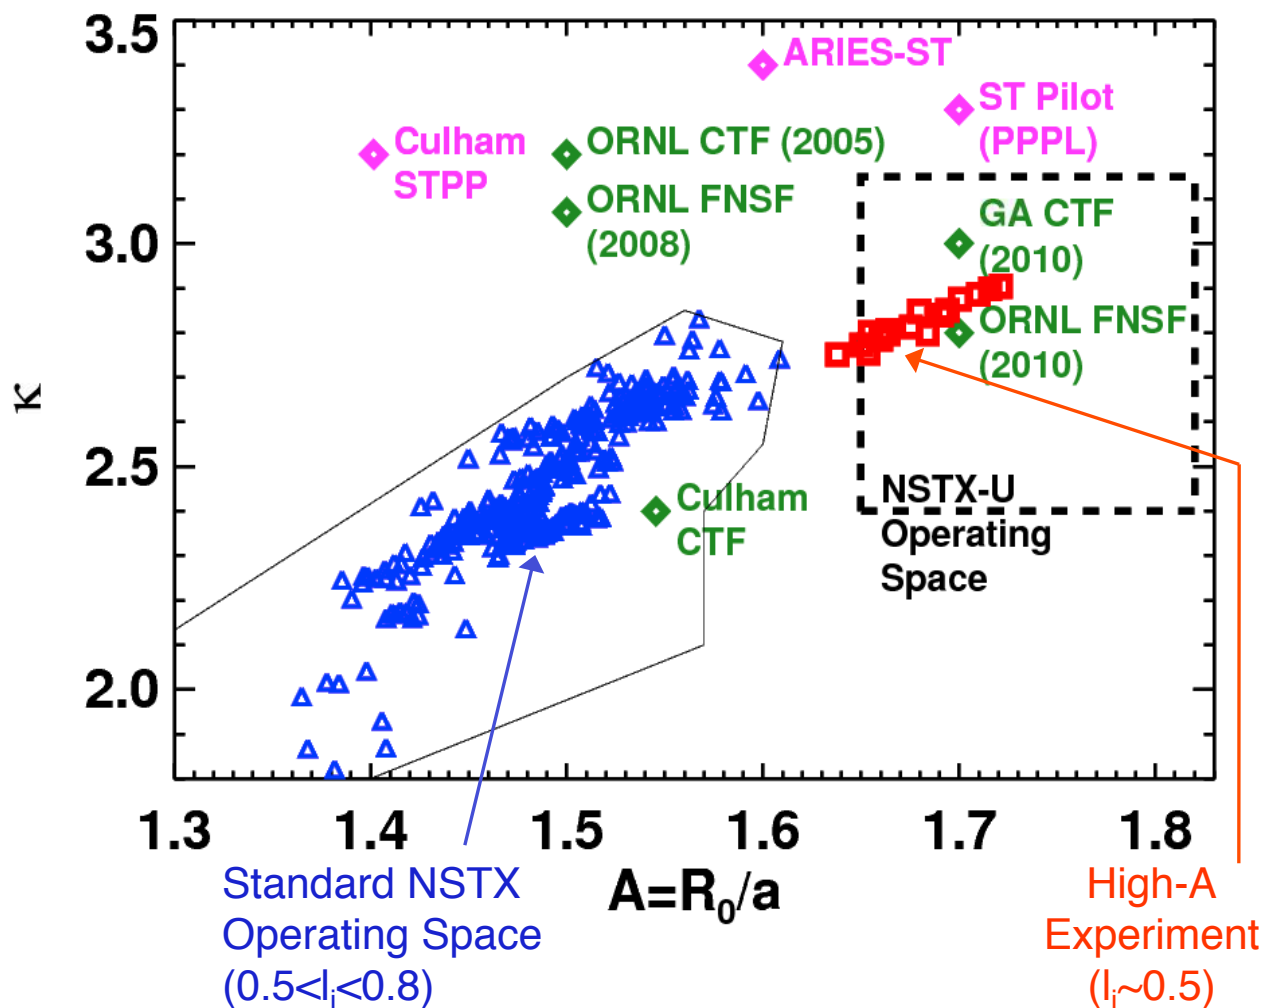 3.5
3.0
2.5
2.0
κ
ARIES-ST
ST Pilot
(PPPL)
Culham
STPP
ORNL CTF (2005)
ORNL FNSF
(2008)
GA CTF
(2010)
ORNL FNSF
(2010)
Culham
CTF
NSTX-U
Operating
Space
1.3
1.4
1.5
1.6
1.7
1.8
A=R₀/a
Standard NSTX
Operating Space
(0.5<lᵢ<0.8)
High-A
Experiment
(lᵢ~0.5)